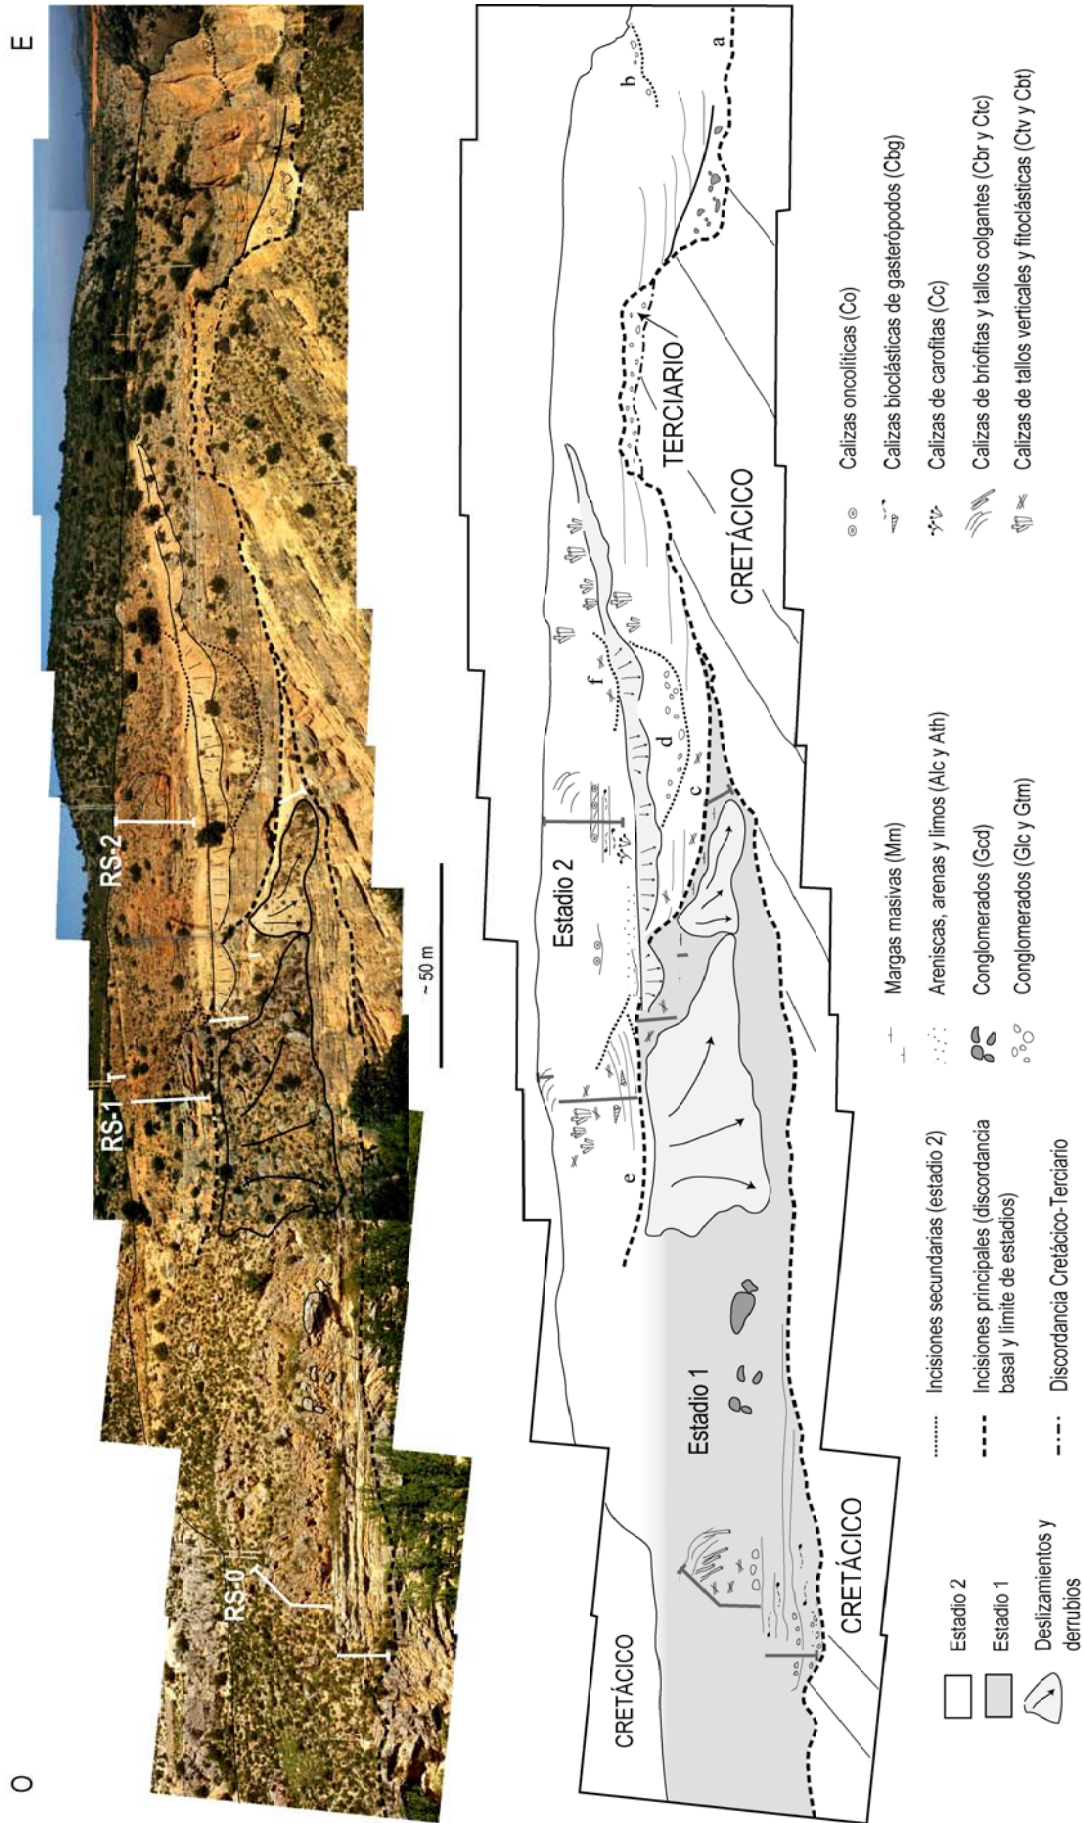 O
E
RS-0
RS-1
RS-2
~ 50 m
CRETÁCICO
Estadio 1
Estadio 2
TERCIARIO
CRETÁCICO
CRETÁCICO
a
b
c
d
e
f
Estadio 2
Estadio 1
Deslizamientos y
derrubios
Incisiones secundarias (estadio 2)
Incisiones principales (discordancia
basal y límite de estadios)
Discordancia Cretácico-Terciario
Margas masivas (Mm)
Areniscas, arenas y limos (Alc y Ath)
Conglomerados (Gcd)
Conglomerados (Glc y Gtm)
Calizas oncolíticas (Co)
Calizas bioclásticas de gasterópodos (Cbg)
Calizas de carofitas (Cc)
Calizas de briofitas y tallos colgantes (Cbr y Ctc)
Calizas de tallos verticales y fitoclásticas (Ctv y Cbt)